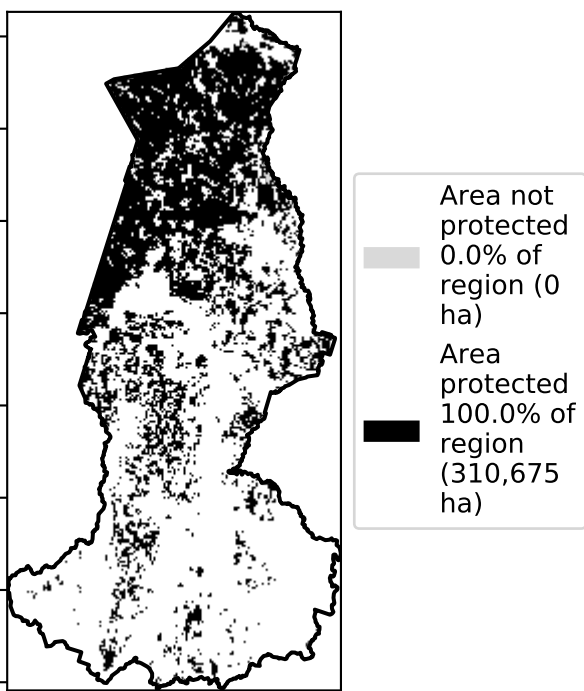 Area not
protected
0.0% of
region (0
ha)
Area
protected
100.0% of
region
(310,675
ha)